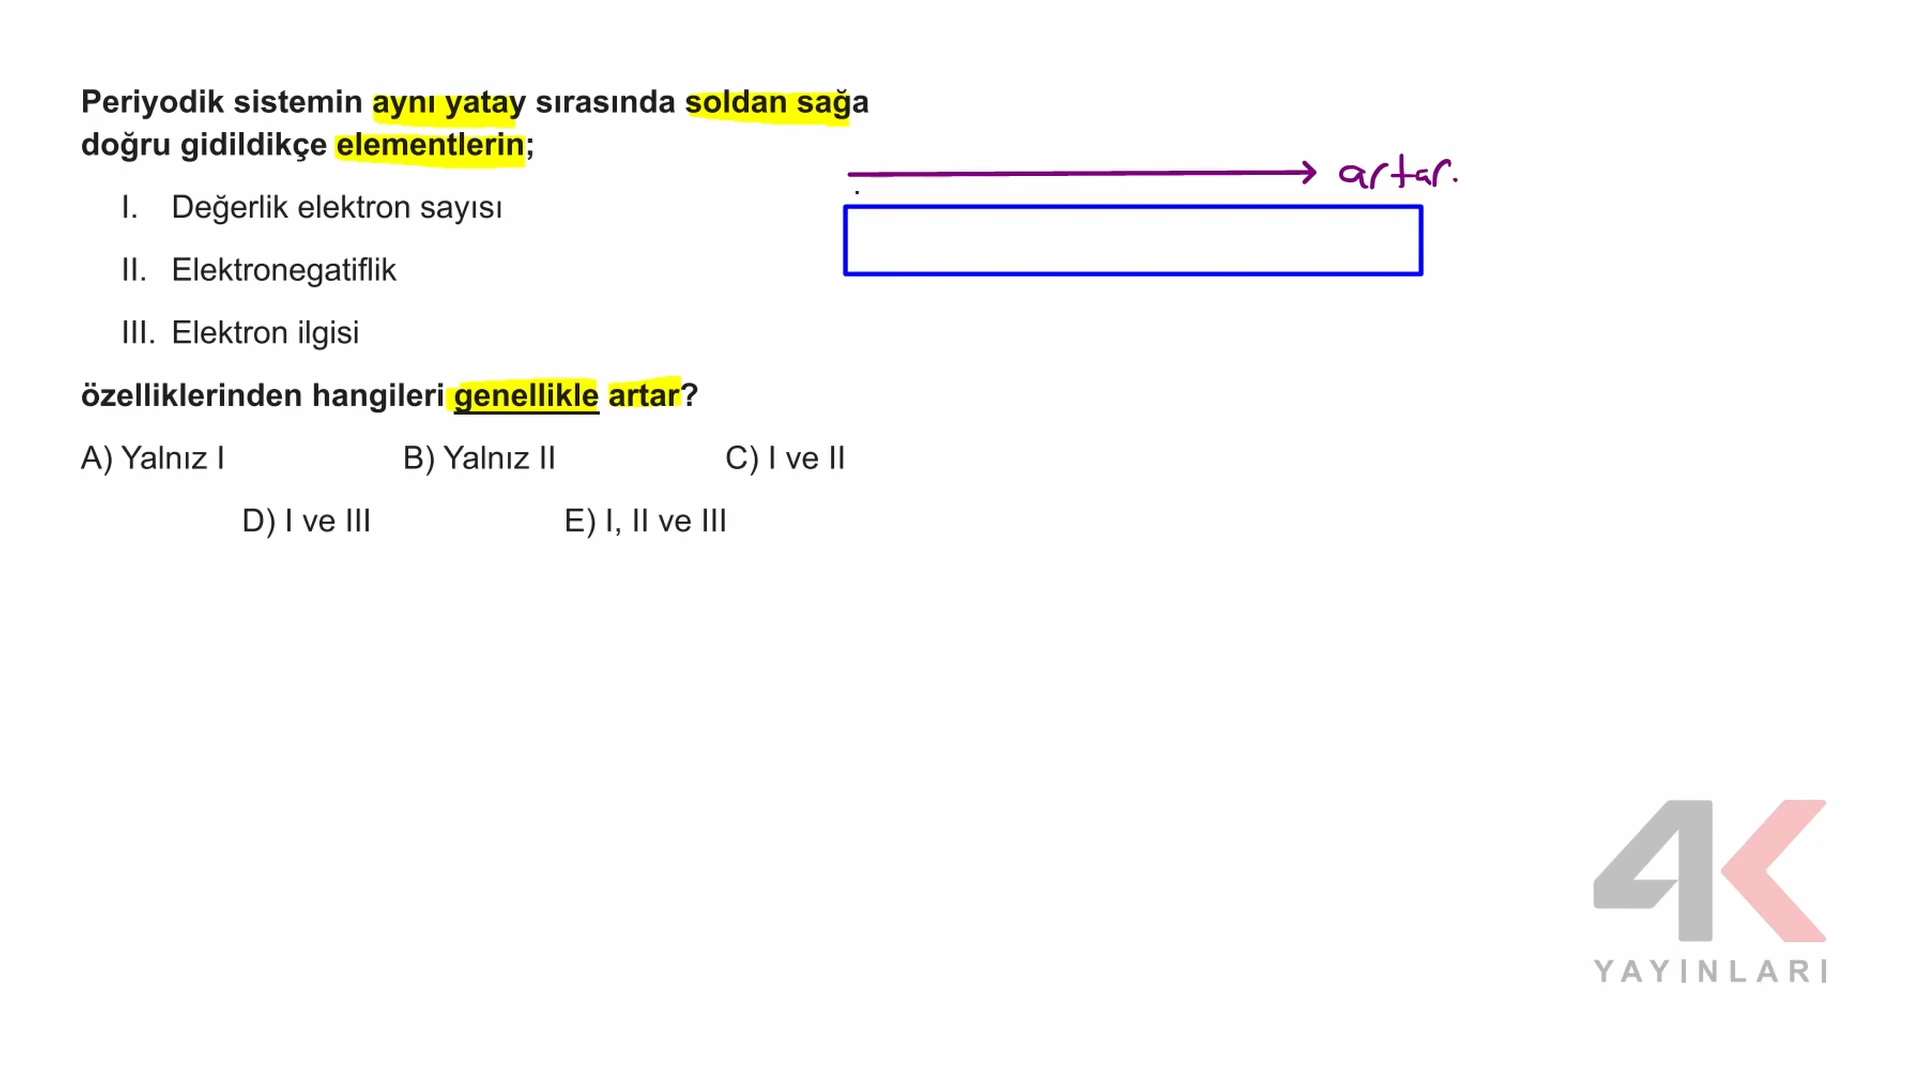 Periyodik sistemin aynı yatay sırasında soldan sağa
doğru gidildikçe elementlerin;
I. Değerlik elektron sayısı
II. Elektronegatiflik
III. Elektron ilgisi
özelliklerinden hangileri genellikle artar?
A) Yalnız I B) Yalnız II C) I ve II
D) I ve III E) I, II ve III
artar.
4K
YAYINLARI